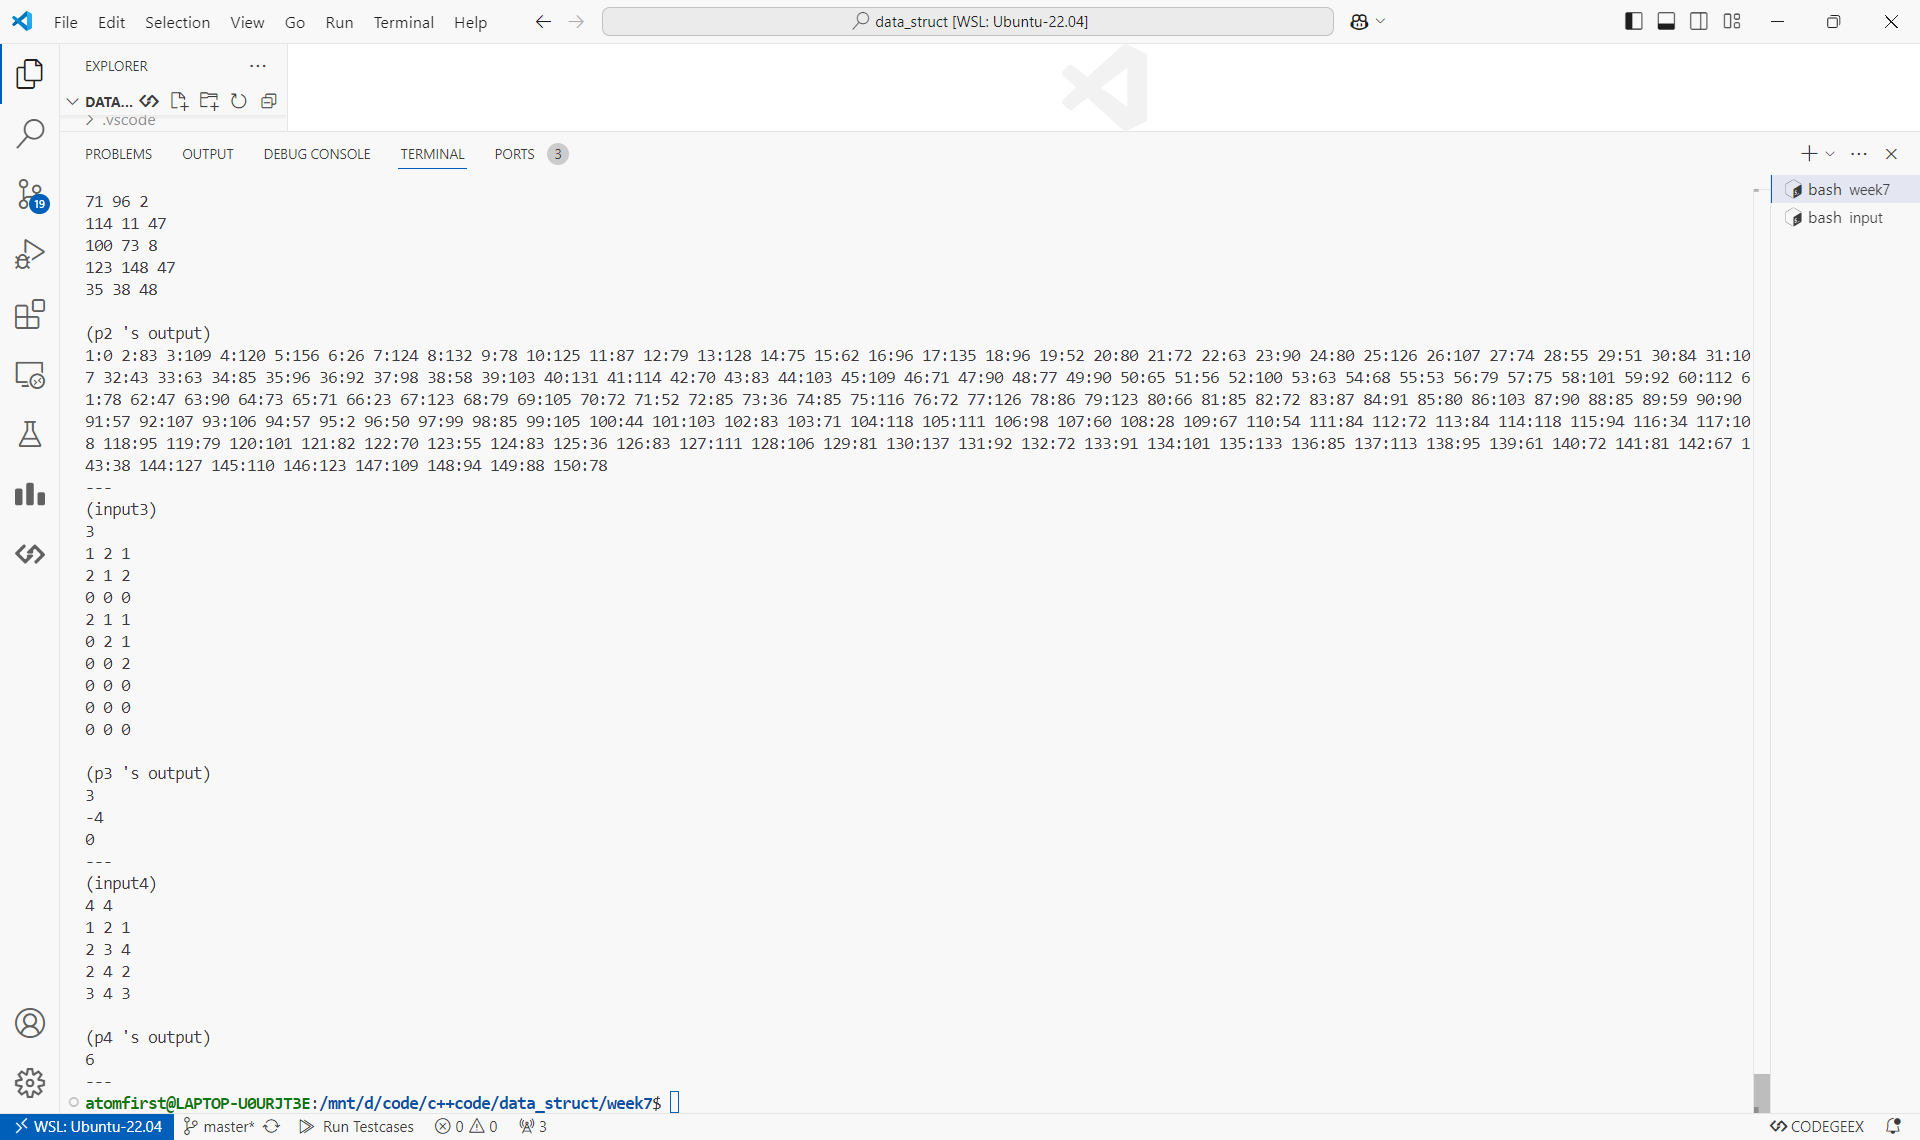 File Edit Selection View Go Run Terminal Help data_struct [WSL: Ubuntu-22.04]
EXPLORER
DATA...
.vscode
PROBLEMS OUTPUT DEBUG CONSOLE TERMINAL PORTS 3
bash week7
bash input
19
71 96 2
114 11 47
100 73 8
123 148 47
35 38 48
(p2 's output)
1:0 2:83 3:109 4:120 5:156 6:26 7:124 8:132 9:78 10:125 11:87 12:79 13:128 14:75 15:62 16:96 17:135 18:96 19:52 20:80 21:72 22:63 23:90 24:80 25:126 26:107 27:74 28:55 29:51 30:84 31:10
7 32:43 33:63 34:85 35:96 36:92 37:98 38:58 39:103 40:131 41:114 42:70 43:83 44:103 45:109 46:71 47:90 48:77 49:90 50:65 51:56 52:100 53:63 54:68 55:53 56:79 57:75 58:101 59:92 60:112 6
1:78 62:47 63:90 64:73 65:71 66:23 67:123 68:79 69:105 70:72 71:52 72:85 73:36 74:85 75:116 76:72 77:126 78:86 79:123 80:66 81:85 82:72 83:87 84:91 85:80 86:103 87:90 88:85 89:59 90:90
91:57 92:107 93:106 94:57 95:2 96:50 97:99 98:85 99:105 100:44 101:103 102:83 103:71 104:118 105:111 106:98 107:60 108:28 109:67 110:54 111:84 112:72 113:84 114:118 115:94 116:34 117:10
8 118:95 119:79 120:101 121:82 122:70 123:55 124:83 125:36 126:83 127:111 128:106 129:81 130:137 131:92 132:72 133:91 134:101 135:133 136:85 137:113 138:95 139:61 140:72 141:81 142:67 1
43:38 144:127 145:110 146:123 147:109 148:94 149:88 150:78
---
(input3)
3
1 2 1
2 1 2
0 0 0
2 1 1
0 2 1
0 0 2
0 0 0
0 0 0
0 0 0
(p3 's output)
3
-4
0
---
(input4)
4 4
1 2 1
2 3 4
2 4 2
3 4 3
(p4 's output)
6
---
atomfirst@LAPTOP-U0URJT3E:/mnt/d/code/c++code/data_struct/week7$
WSL: Ubuntu-22.04 master* Run Testcases 0 0 3 CODEGEEX